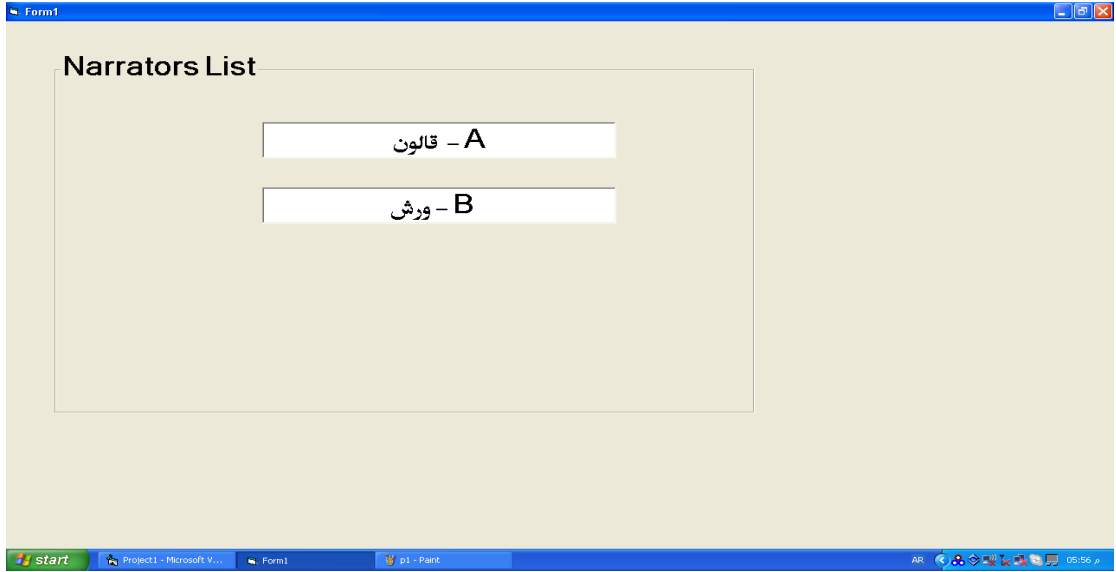 Form1
Narrators List
A – قالون
B – ورش
start
Project1 - Microsoft V...
Form1
p1 - Paint
AR
05:56 م